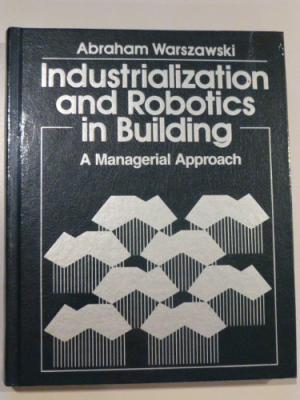 Abraham Warszawski
Industrialization
and Robotics
in Building
A Managerial Approach